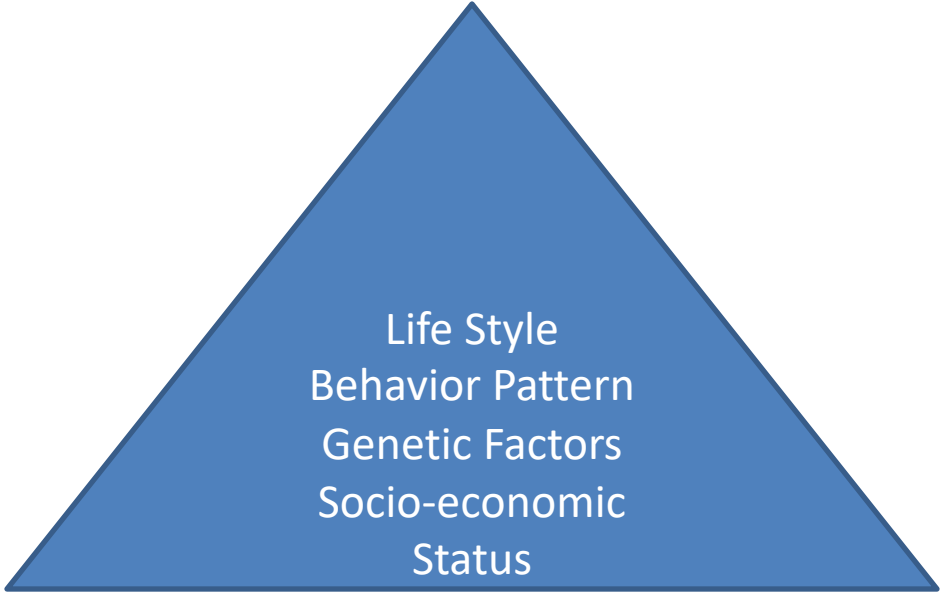 Life Style
Behavior Pattern
Genetic Factors
Socio-economic
Status